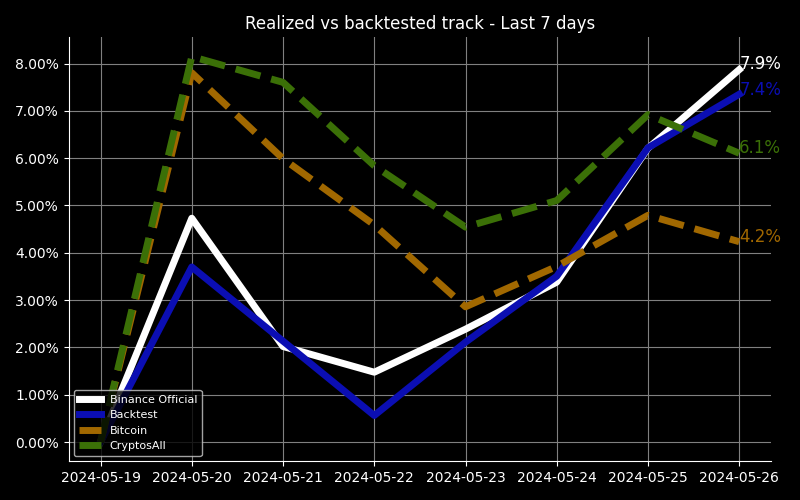 Realized vs backtested track - Last 7 days
8.00%
7.00%
6.00%
5.00%
4.00%
3.00%
2.00%
1.00%
0.00%
7.9%
7.4%
6.1%
4.2%
Binance Official
Backtest
Bitcoin
CryptosAll
2024-05-19 2024-05-20 2024-05-21 2024-05-22 2024-05-23 2024-05-24 2024-05-25 2024-05-26